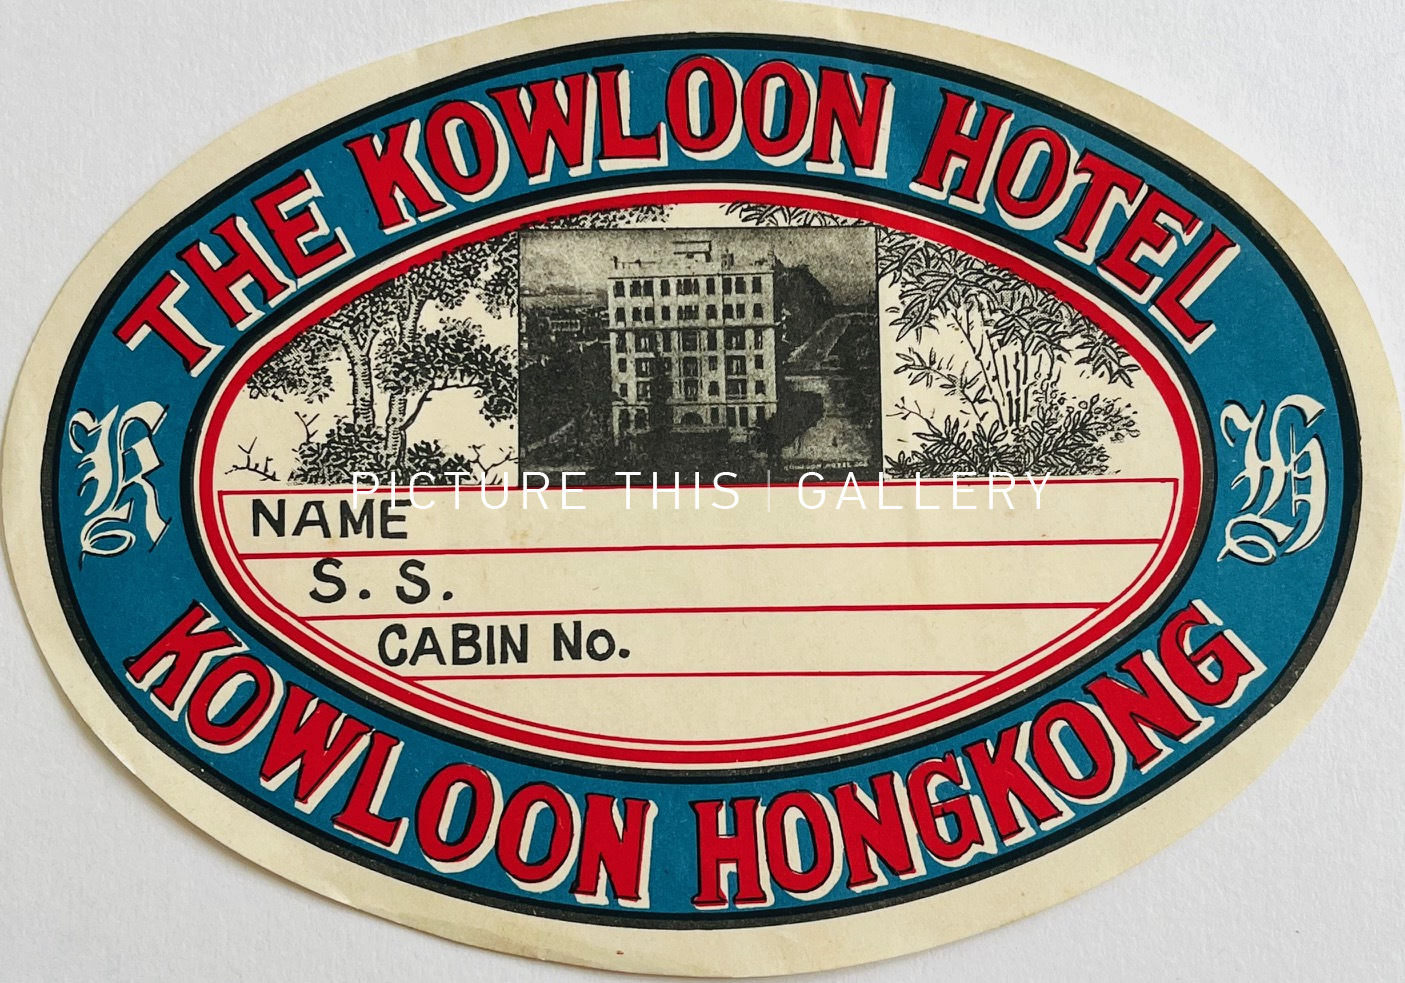 THE KOWLOON HOTEL
K
H
PICTURE THIS | GALLERY
NAME
S. S.
CABIN No.
KOWLOON HONGKONG